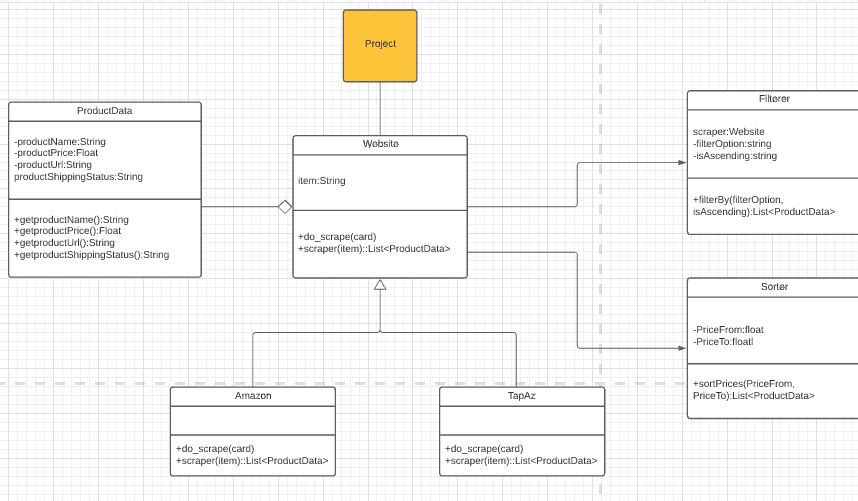 Project
ProductData
-productName:String
-productPrice:Float
-productUrl:String
productShippingStatus:String
+getproductName():String
+getproductPrice():Float
+getproductUrl():String
+getproductShippingStatus():String
Website
item:String
+do_scrape(card)
+scraper(item)::List<ProductData>
Filterer
scraper:Website
-filterOption:string
-isAscending:string
+filterBy(filterOption,
isAscending):List<ProductData>
Sorter
-PriceFrom:float
-PriceTo:floatl
+sortPrices(PriceFrom,
PriceTo):List<ProductData>
Amazon
+do_scrape(card)
+scraper(item)::List<ProductData>
TapAz
+do_scrape(card)
+scraper(item)::List<ProductData>